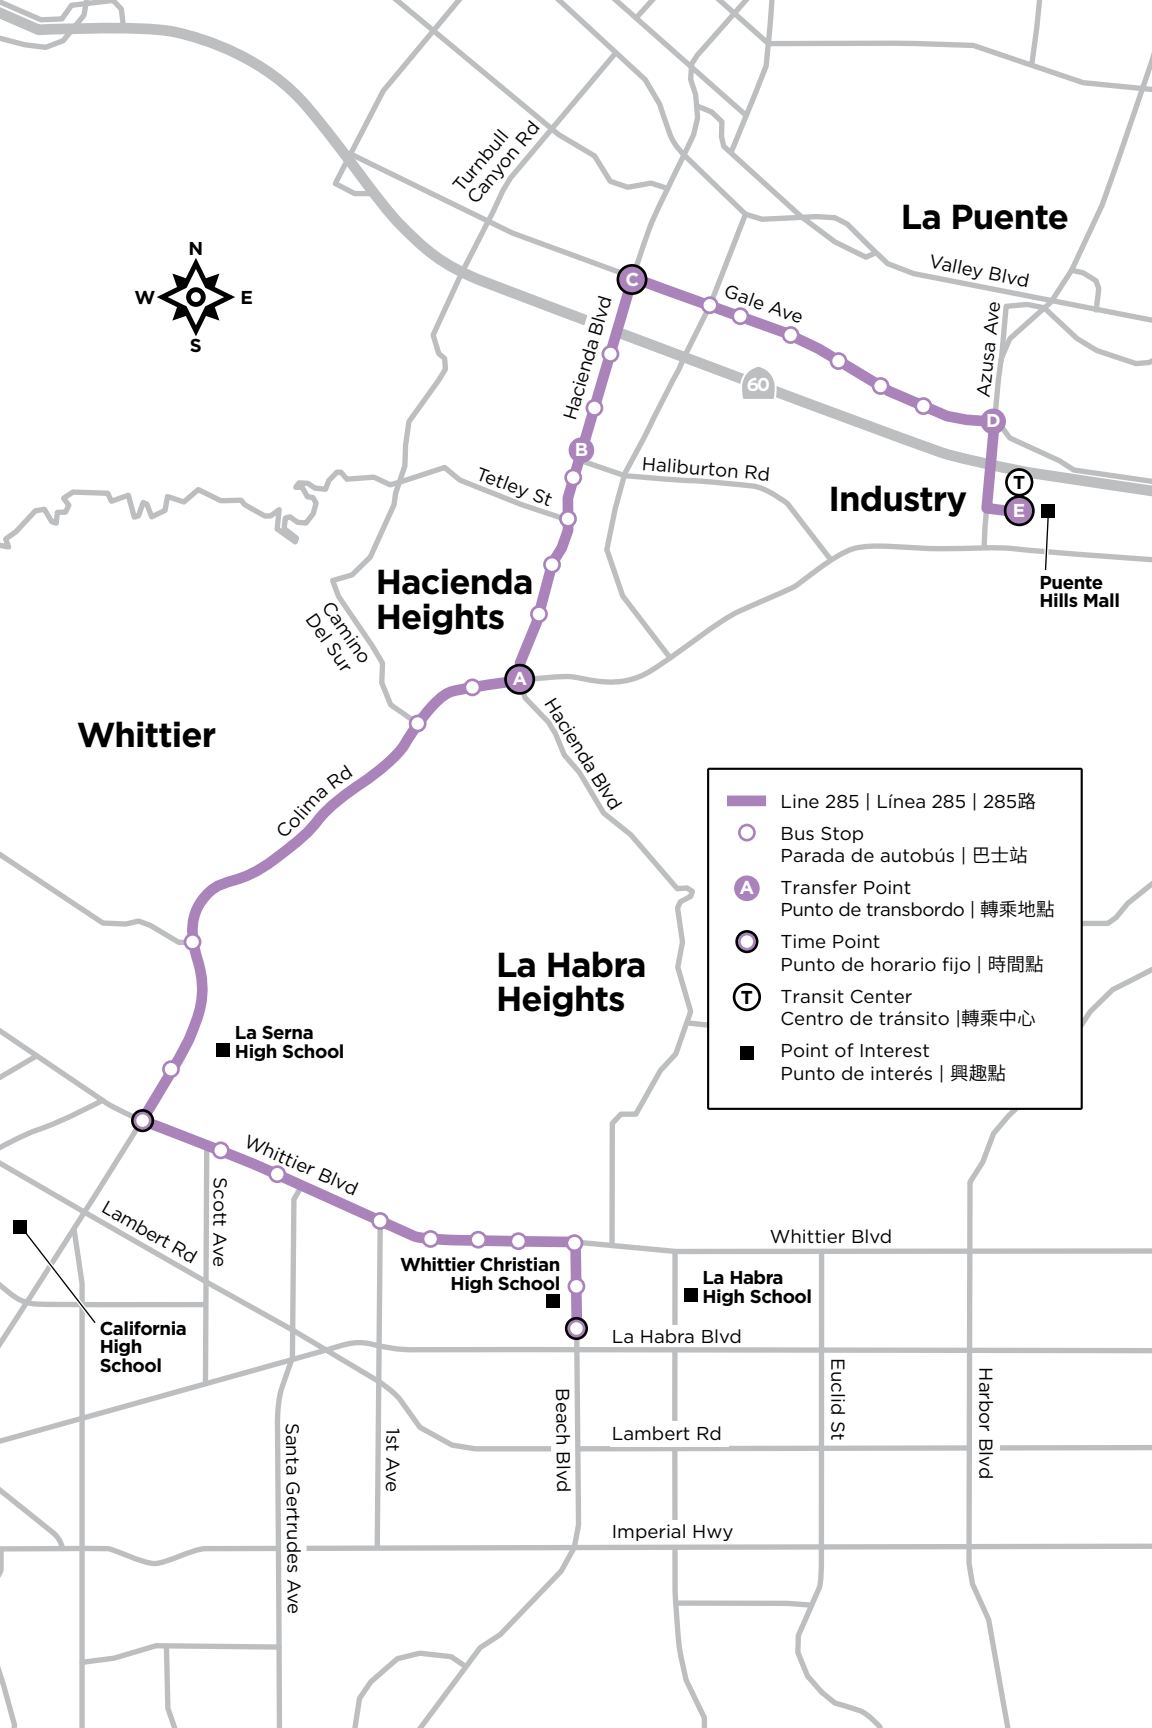 Turnbull
Canyon Rd
La Puente
N
W
E
S
Valley Blvd
C
Gale Ave
Hacienda Blvd
Azusa Ave
60
D
B
Tetley St
Haliburton Rd
Industry
T
E
Puente
Hills Mall
Hacienda
Heights
Camino
Del Sur
A
Hacienda Blvd
Whittier
Colima Rd
Line 285 | Línea 285 | 285路
Bus Stop
Parada de autobús | 巴士站
A
Transfer Point
Punto de transbordo | 轉乘地點
Time Point
Punto de horario fijo | 時間點
T
Transit Center
Centro de tránsito |轉乘中心
Point of Interest
Punto de interés | 興趣點
La Habra
Heights
La Serna
High School
Whittier Blvd
Scott Ave
Lambert Rd
Whittier Blvd
Whittier Christian
High School
La Habra
High School
California
High
School
La Habra Blvd
Euclid St
Harbor Blvd
Beach Blvd
Santa Gertrudes Ave
1st Ave
Lambert Rd
Imperial Hwy